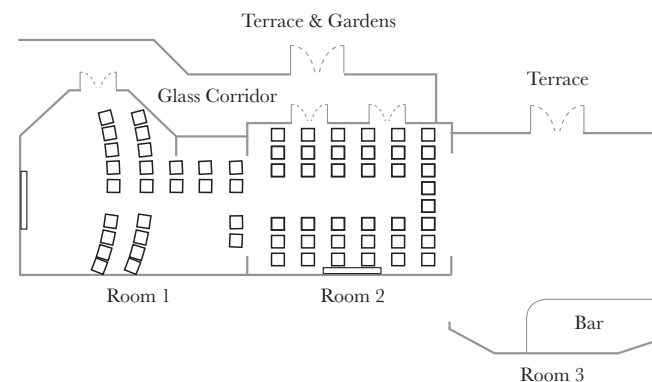 Terrace & Gardens
Terrace
Glass Corridor
Room 1
Room 2
Bar
Room 3